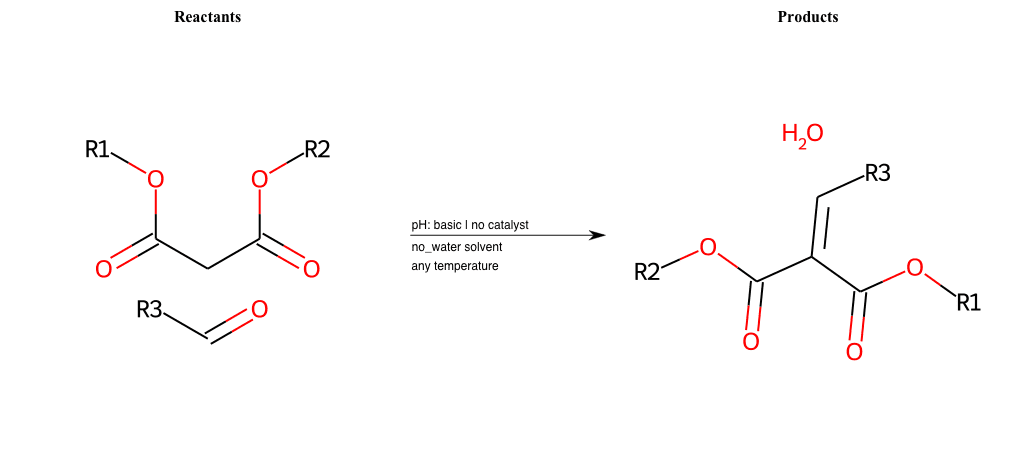 Reactants
Products
H2O
R1
R2
R3
O
O
O
O
R3
O
pH: basic | no catalyst
no_water solvent
any temperature
R2
O
O
R1
O
O